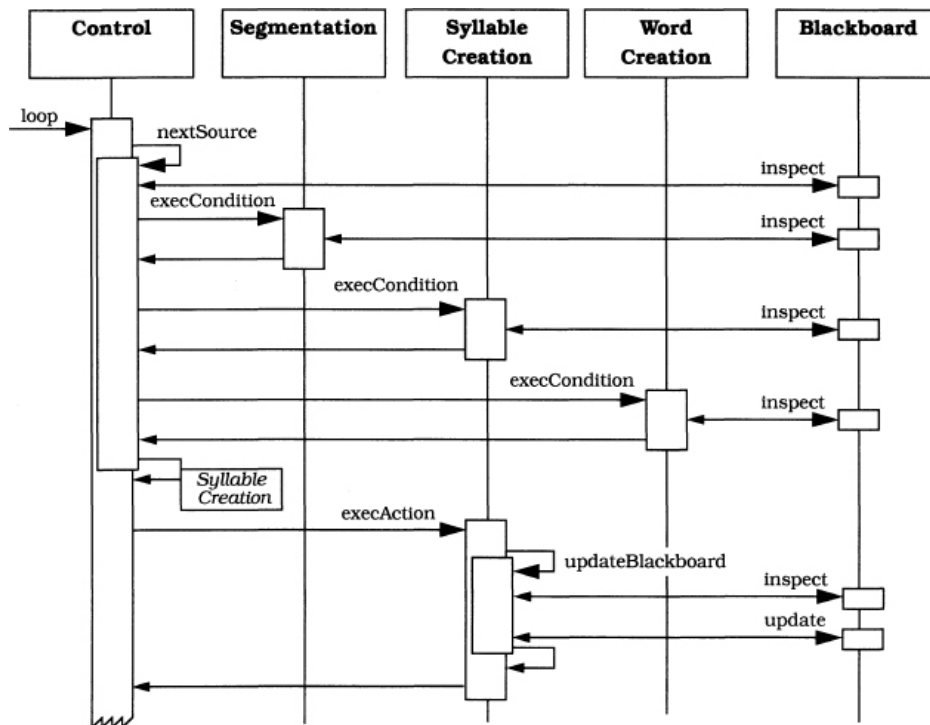 Control
Segmentation
Syllable
Creation
Word
Creation
Blackboard
loop
nextSource
inspect
execCondition
inspect
execCondition
inspect
execCondition
inspect
Syllable
Creation
execAction
updateBlackboard
inspect
update